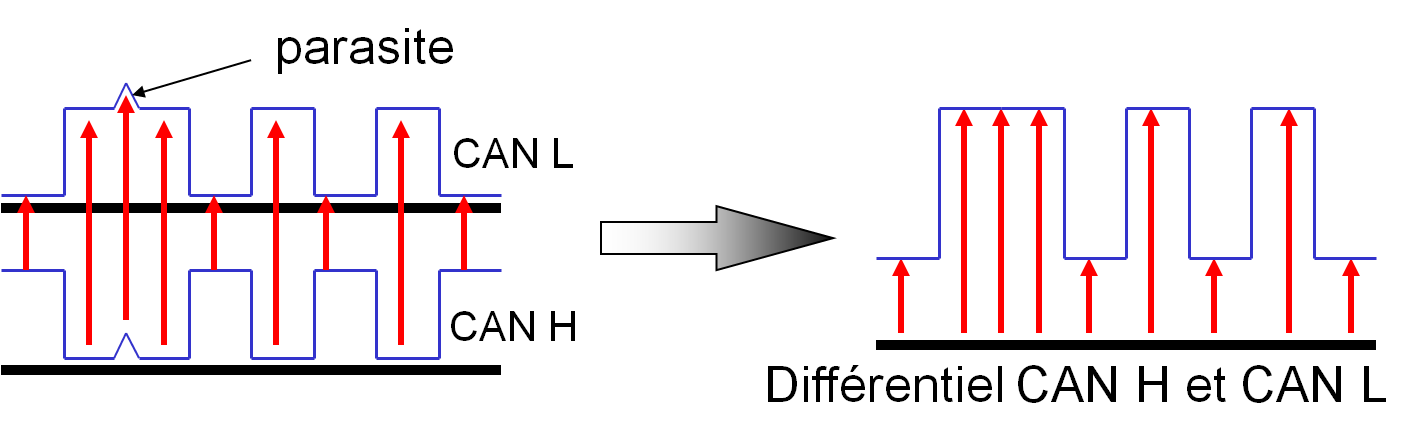 parasite
CAN L
CAN H
Différentiel CAN H et CAN L